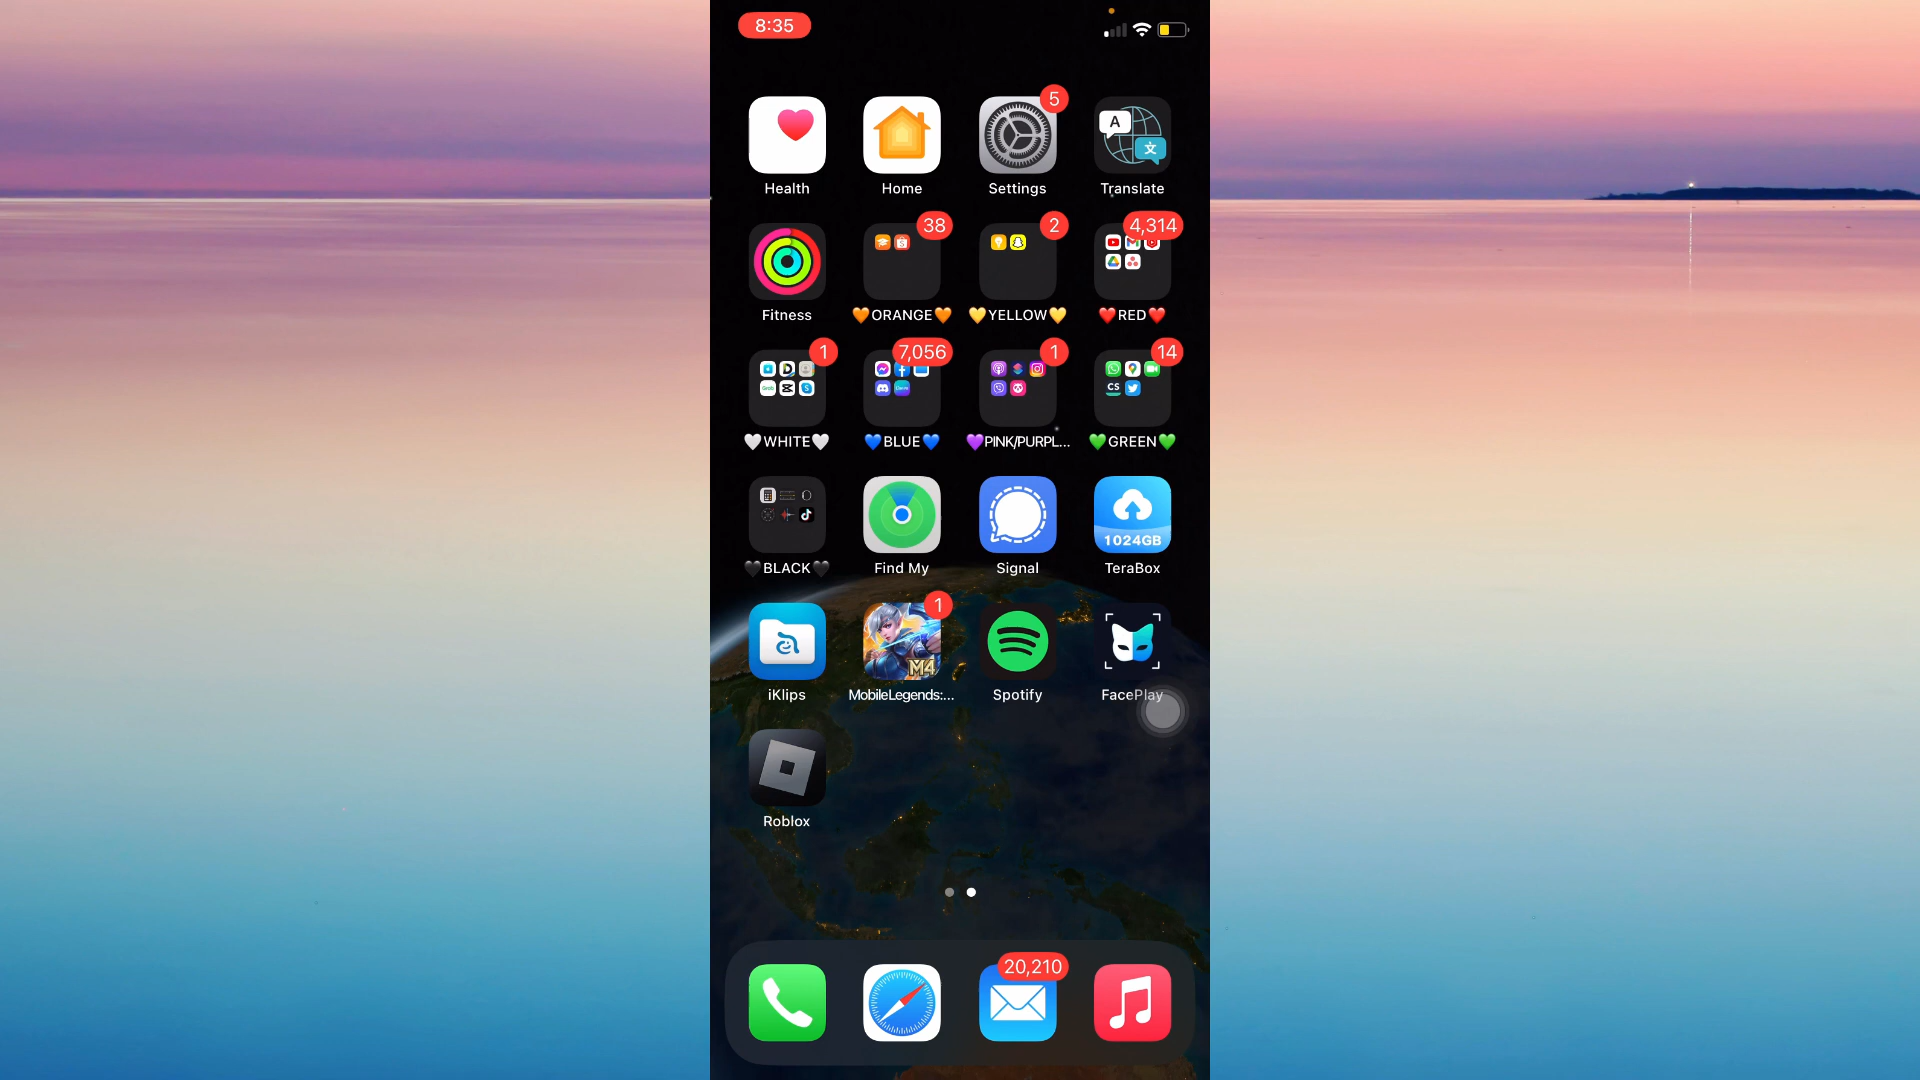 8:35
5
A 文
Health Home Settings Translate
38 2 4,314
Fitness 🧡ORANGE🧡 💛YELLOW💛 ❤️RED❤️
1 7,056 1 14
CS
🤍WHITE🤍 💙BLUE💙 💜PINK/PURPL... 💚GREEN💚
1024GB
🖤BLACK🖤 Find My Signal TeraBox
1
M4
iKlips MobileLegends:... Spotify FacePlay
Roblox
20,210